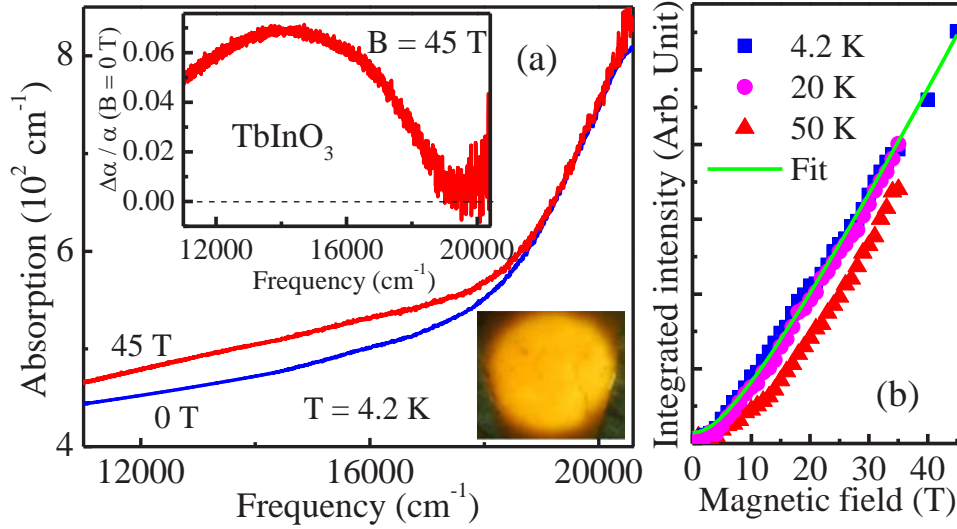 (a)
Absorption (10² cm⁻¹)
8
6
4
12000 16000 20000
Frequency (cm⁻¹)
45 T
0 T
T = 4.2 K
Δα / α (B = 0 T)
0.06
0.04
0.02
0.00
B = 45 T
TbInO₃
12000 16000 20000
Frequency (cm⁻¹)
Integrated intensity (Arb. Unit)
4.2 K
20 K
50 K
Fit
(b)
0 10 20 30 40
Magnetic field (T)